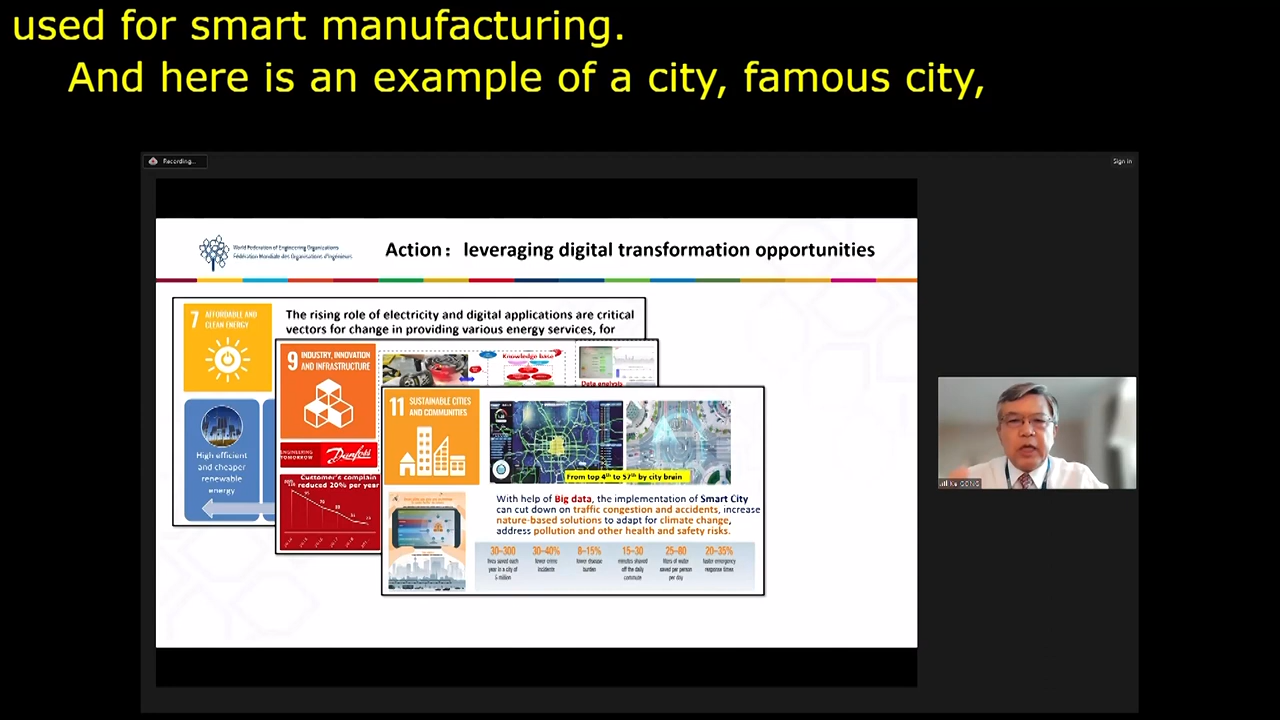 used for smart manufacturing.
And here is an example of a city, famous city,
Recording...
Sign in
World Federation of Engineering Organizations
Fédération Mondiale des Organisations d'Ingénieurs
Action： leveraging digital transformation opportunities
7 AFFORDABLE AND
CLEAN ENERGY
The rising role of electricity and digital applications are critical
vectors for change in providing various energy services, for
9 INDUSTRY, INNOVATION
AND INFRASTRUCTURE
Knowledge base
Data analysis
11 SUSTAINABLE CITIES
AND COMMUNITIES
High efficient
and cheaper
renewable
energy
ENGINEERING
TOMORROW
Danfoss
Customer's complain
reduced 20% per year
From top 4th to 57th by city brain
With help of Big data, the implementation of Smart City
can cut down on traffic congestion and accidents, increase
nature-based solutions to adapt for climate change,
address pollution and other health and safety risks.
30–300 30–40% 8–15% 15–30 25–80 20–35%
lives saved each
year in a city of
5 million
fewer crime
incidents
lower disease
burden
minutes shaved
off the daily
commute
liters of water
saved per person
per day
faster emergency
response times
Ke GONG